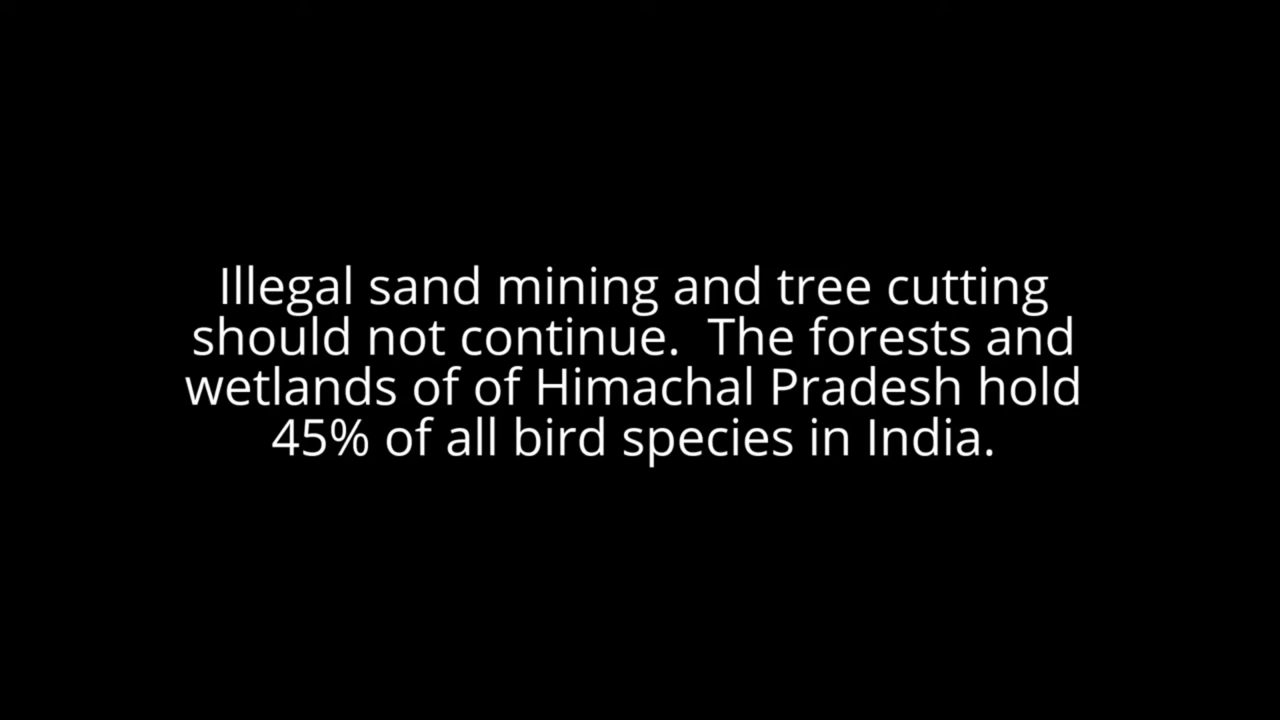 Illegal sand mining and tree cutting
should not continue.  The forests and
wetlands of of Himachal Pradesh hold
45% of all bird species in India.